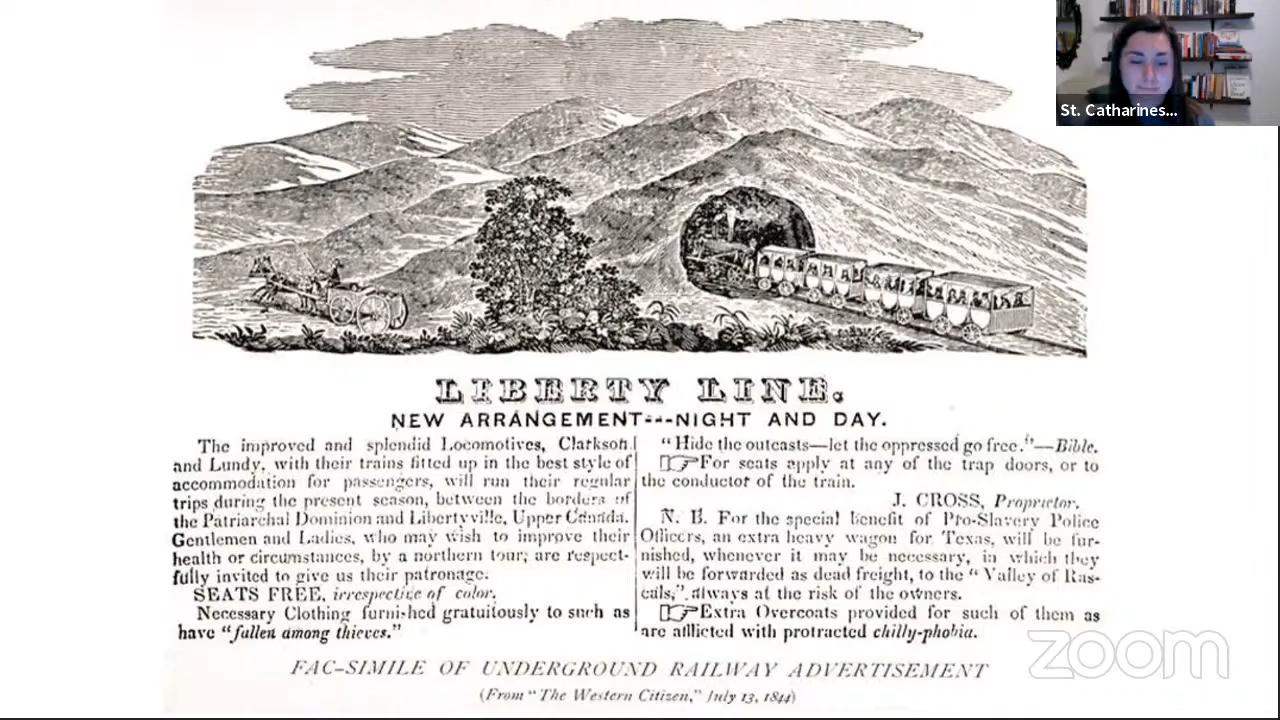 St. Catharines...
LIBERTY LINE.
NEW ARRANGEMENT---NIGHT AND DAY.
The improved and splendid Locomotives, Clarkson
and Lundy, with their trains fitted up in the best style of
accommodation for passengers, will run their regular
trips during the present season, between the borders of
the Patriarchal Dominion and Libertyville, Upper Canada.
Gentlemen and Ladies, who may wish to improve their
health or circumstances, by a northern tour, are respect-
fully invited to give us their patronage.
SEATS FREE, irrespective of color.
Necessary Clothing furnished gratuitously to such as
have "fallen among thieves."
"Hide the outcasts—let the oppressed go free."—Bible.
☞For seats apply at any of the trap doors, or to
the conductor of the train.
J. CROSS, Proprietor.
N. B. For the special benefit of Pro-Slavery Police
Officers, an extra heavy wagon for Texas, will be fur-
nished, whenever it may be necessary, in which they
will be forwarded as dead freight, to the "Valley of Ras-
cals," always at the risk of the owners.
☞Extra Overcoats provided for such of them as
are afflicted with protracted chilly-phobia.
FAC-SIMILE OF UNDERGROUND RAILWAY ADVERTISEMENT
(From "The Western Citizen," July 13, 1844)
zoom